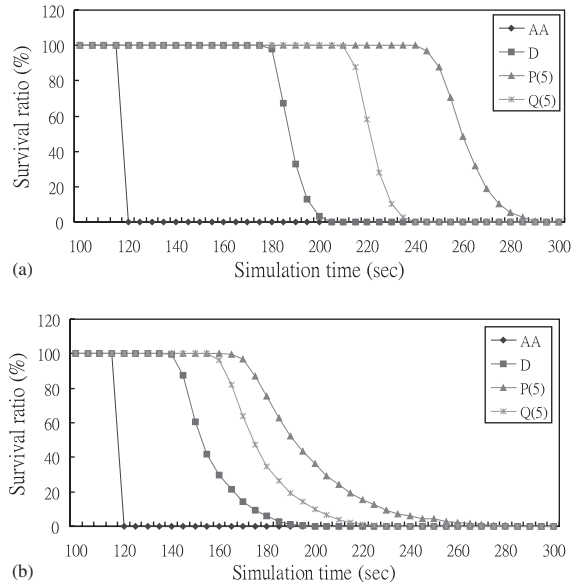 120
100
80
60
40
20
0
Survival ratio (%)
AA
D
P(5)
Q(5)
100 120 140 160 180 200 220 240 260 280 300
Simulation time (sec)
(a)
120
100
80
60
40
20
0
Survival ratio (%)
AA
D
P(5)
Q(5)
100 120 140 160 180 200 220 240 260 280 300
Simulation time (sec)
(b)